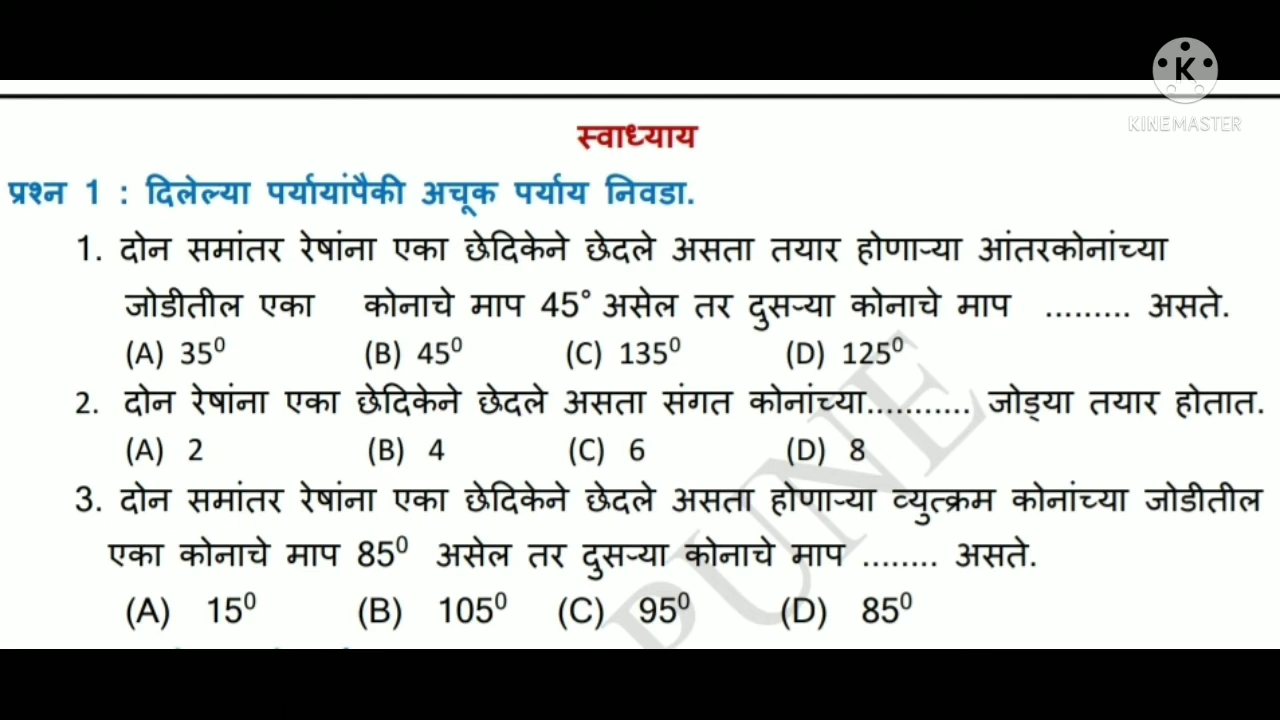 KINEMASTER
स्वाध्याय
प्रश्न 1 : दिलेल्या पर्यायांपैकी अचूक पर्याय निवडा.
1. दोन समांतर रेषांना एका छेदिकेने छेदले असता तयार होणाऱ्या आंतरकोनांच्या
जोडीतील एका कोनाचे माप 45° असेल तर दुसऱ्या कोनाचे माप ......... असते.
(A) 35⁰ (B) 45⁰ (C) 135⁰ (D) 125⁰
2. दोन रेषांना एका छेदिकेने छेदले असता संगत कोनांच्या........... जोड्या तयार होतात.
(A) 2 (B) 4 (C) 6 (D) 8
3. दोन समांतर रेषांना एका छेदिकेने छेदले असता होणाऱ्या व्युत्क्रम कोनांच्या जोडीतील
एका कोनाचे माप 85⁰ असेल तर दुसऱ्या कोनाचे माप ........ असते.
(A) 15⁰ (B) 105⁰ (C) 95⁰ (D) 85⁰
PUNE